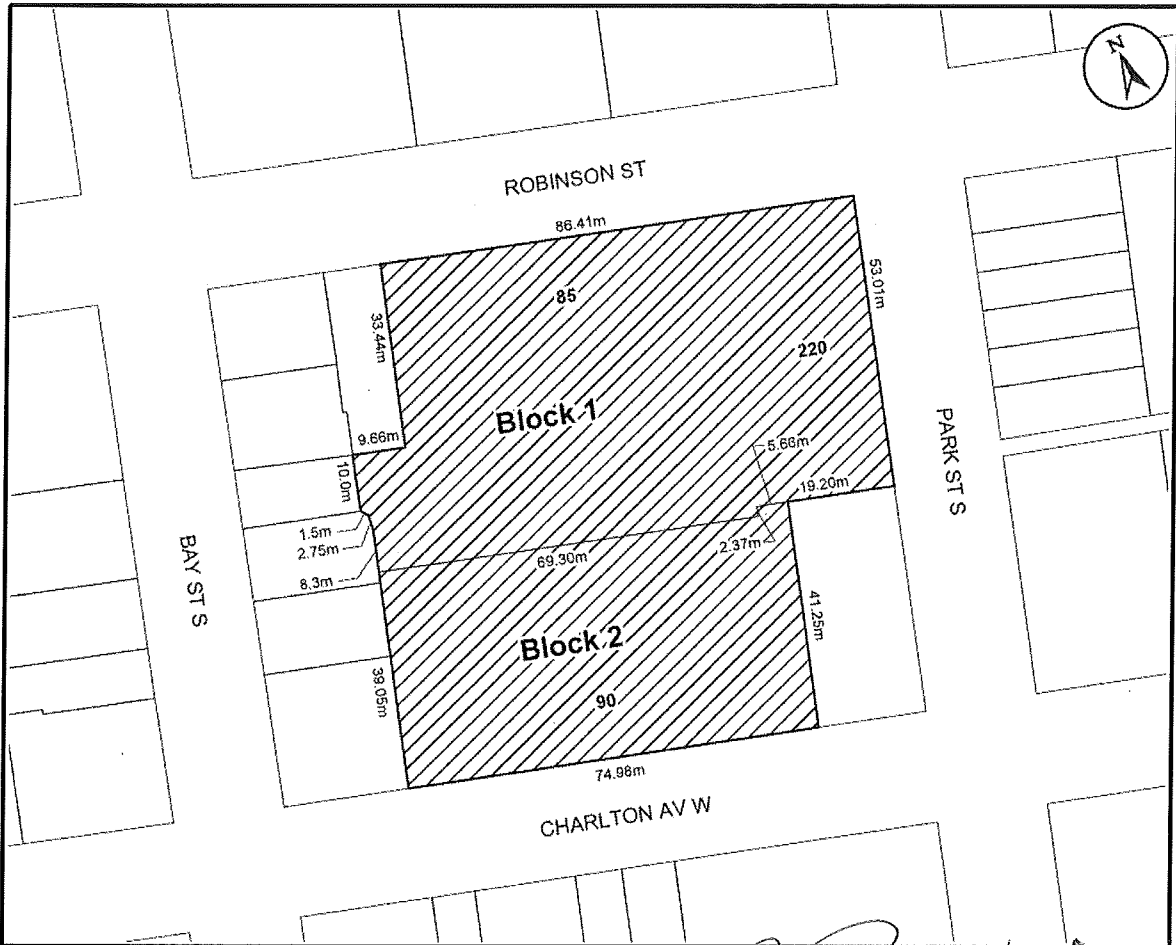 N
ROBINSON ST
86.41m
85
53.01m
33.44m
220
Block 1
9.66m
5.66m
10.0m
19.20m
PARK ST S
1.5m
2.75m
8.3m
69.30m
2.37m
BAY ST S
41.25m
Block 2
39.05m
90
74.96m
CHARLTON AV W